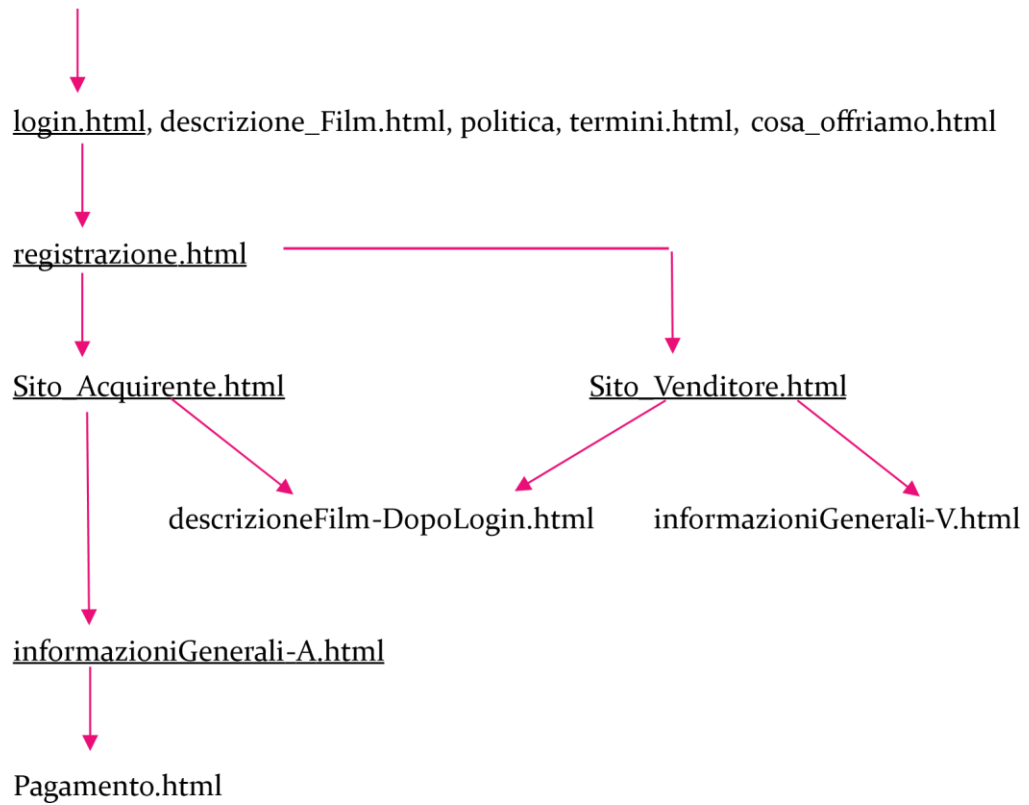 login.html, descrizione_Film.html, politica, termini.html, cosa_offriamo.html
registrazione.html
Sito_Acquirente.html Sito_Venditore.html
descrizioneFilm-DopoLogin.html informazioniGenerali-V.html
informazioniGenerali-A.html
Pagamento.html